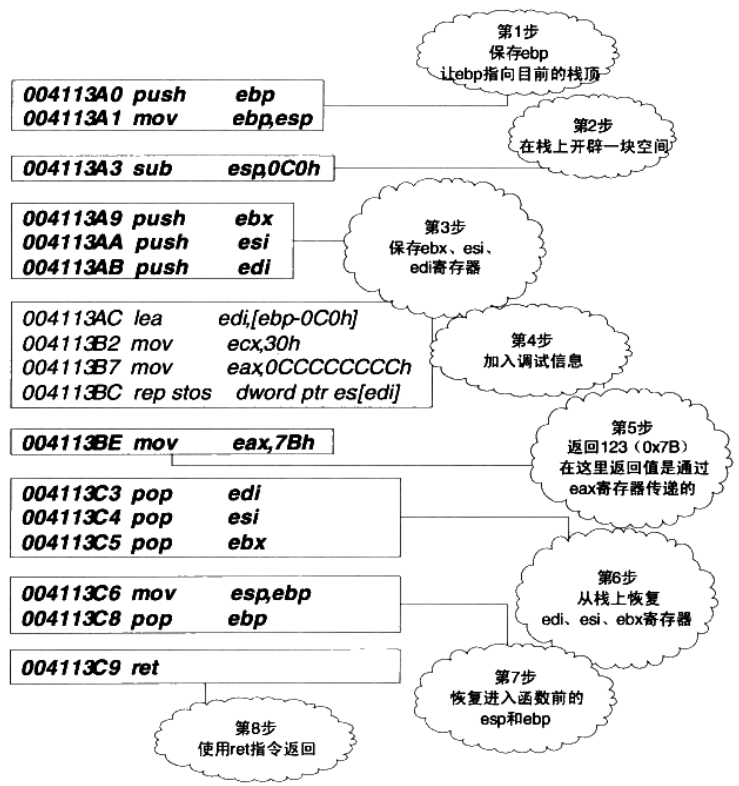 第1步
保存ebp
让ebp指向目前的栈顶
004113A0 push ebp
004113A1 mov ebp,esp
第2步
在栈上开辟一块空间
004113A3 sub esp,0C0h
004113A9 push ebx
004113AA push esi
004113AB push edi
第3步
保存ebx、esi、
edi寄存器
004113AC lea edi,[ebp-0C0h]
004113B2 mov ecx,30h
004113B7 mov eax,0CCCCCCCCh
004113BC rep stos dword ptr es[edi]
第4步
加入调试信息
004113BE mov eax,7Bh
第5步
返回123（0x7B）
在这里返回值是通过
eax寄存器传递的
004113C3 pop edi
004113C4 pop esi
004113C5 pop ebx
第6步
从栈上恢复
edi、esi、ebx寄存器
004113C6 mov esp,ebp
004113C8 pop ebp
第7步
恢复进入函数前的
esp和ebp
004113C9 ret
第8步
使用ret指令返回